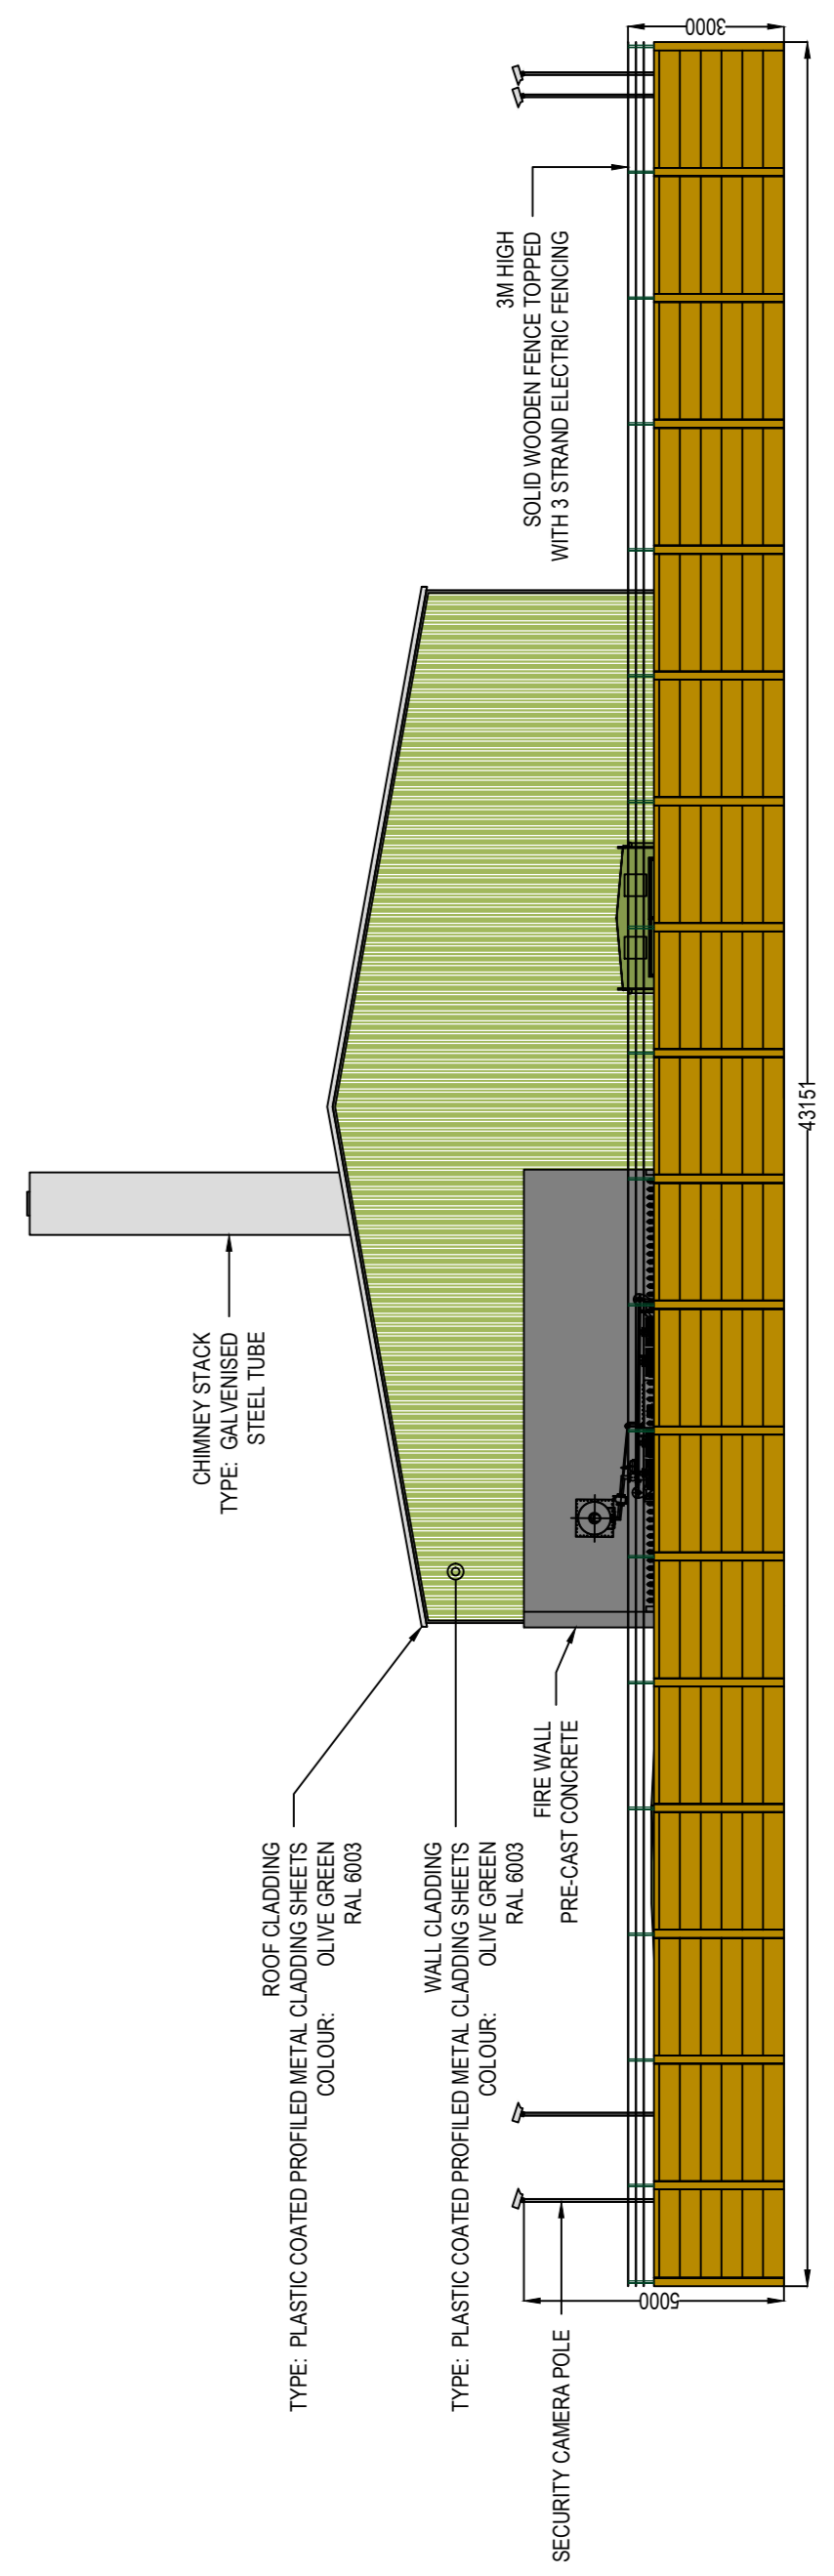 CHIMNEY STACK
TYPE: GALVENISED
STEEL TUBE
ROOF CLADDING
TYPE: PLASTIC COATED PROFILED METAL CLADDING SHEETS
COLOUR: OLIVE GREEN
RAL 6003
WALL CLADDING
TYPE: PLASTIC COATED PROFILED METAL CLADDING SHEETS
COLOUR: OLIVE GREEN
RAL 6003
FIRE WALL
PRE-CAST CONCRETE
SECURITY CAMERA POLE
5000
3M HIGH
SOLID WOODEN FENCE TOPPED
WITH 3 STRAND ELECTRIC FENCING
3000
43151